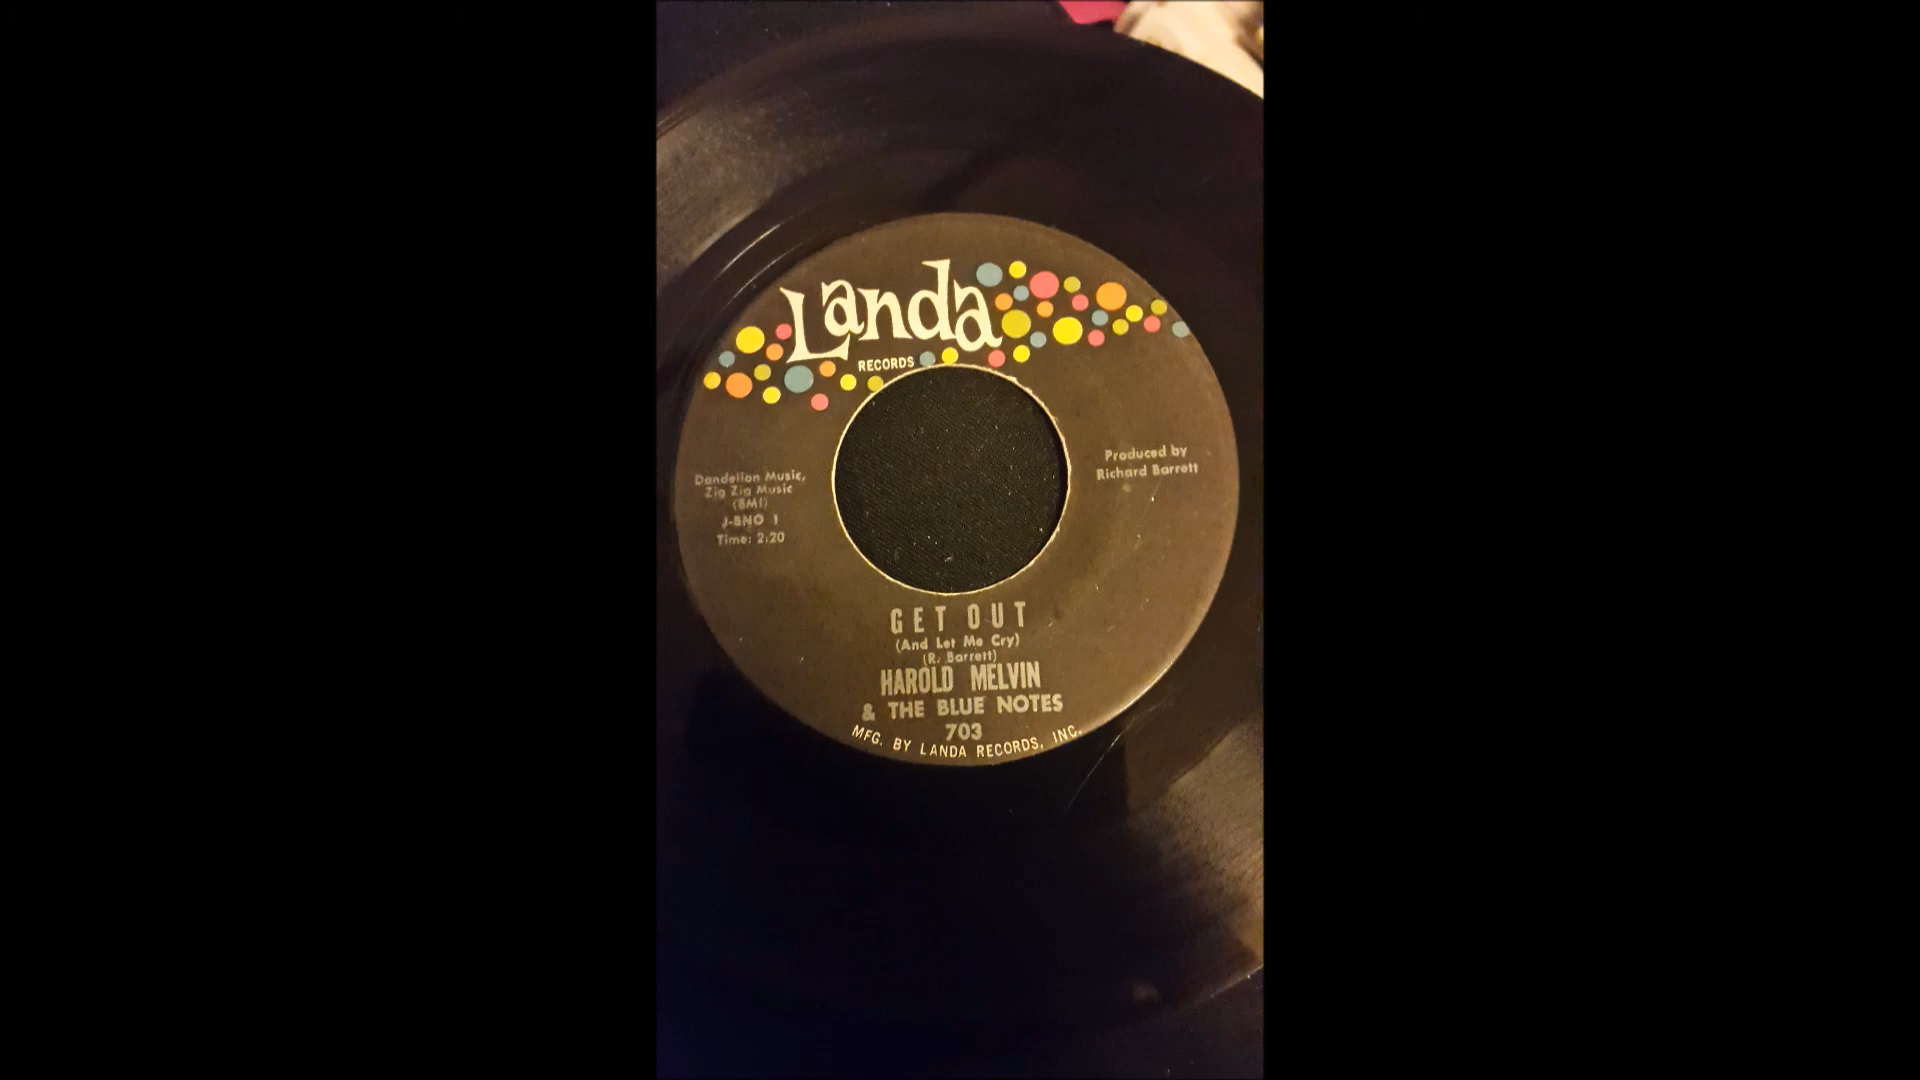 Landa
RECORDS
Produced by
Richard Barrett
Dandelion Music,
Zig Zig Music
(BMI)
J-BNO 1
Time: 2:20
GET OUT
(And Let Me Cry)
(R. Barrett)
HAROLD MELVIN
& THE BLUE NOTES
703
MFG. BY LANDA RECORDS, INC.